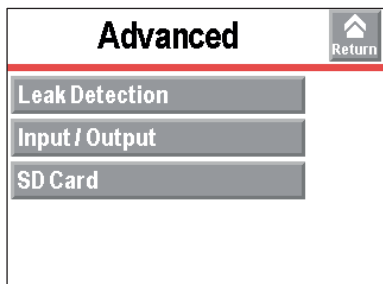 Advanced
Return
Leak Detection
Input / Output
SD Card